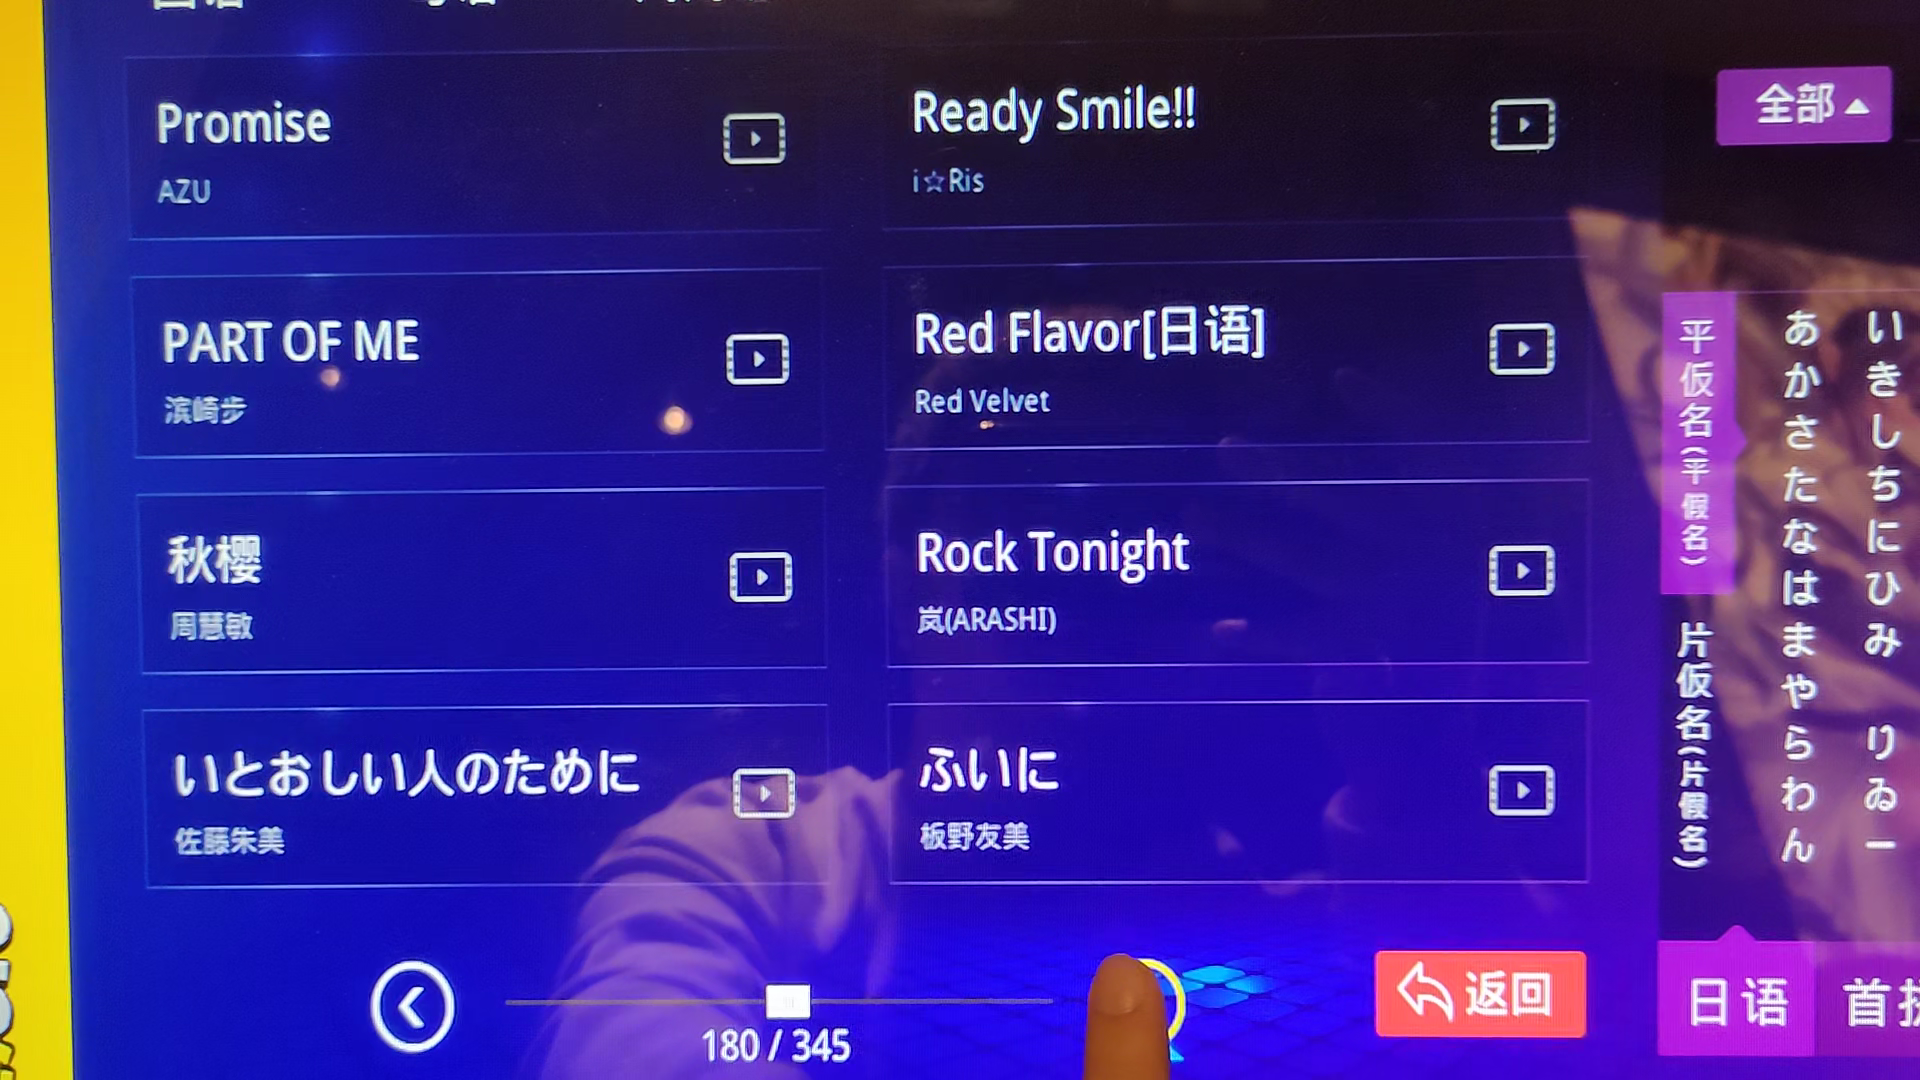 Promise
AZU
Ready Smile!!
i☆Ris
全部
PART OF ME
滨崎步
Red Flavor[日语]
Red Velvet
秋樱
周慧敏
Rock Tonight
岚(ARASHI)
いとおしい人のために
佐藤朱美
ふいに
板野友美
180 / 345
返回
平仮名(平假名)
片仮名(片假名)
あ い
か き
さ し
た ち
な に
は ひ
ま み
や
ら り
わ ゐ
ん ー
日语
首